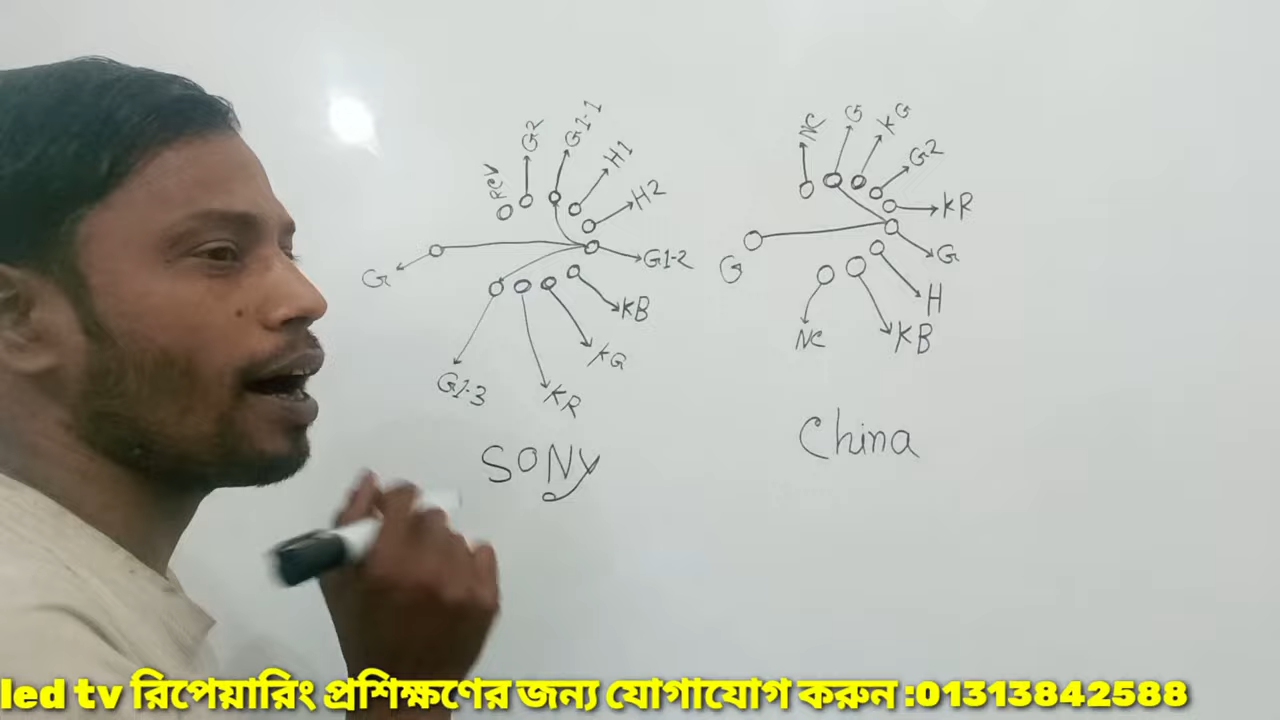 RCV
G2
G1-1
H1
H2
G1-2
KB
KG
KR
G1-3
G
SONY
NC
G
KG
G2
KR
G
H
KB
NC
G
China
led tv রিপেয়ারিং প্রশিক্ষণের জন্য যোগাযোগ করুন :01313842588